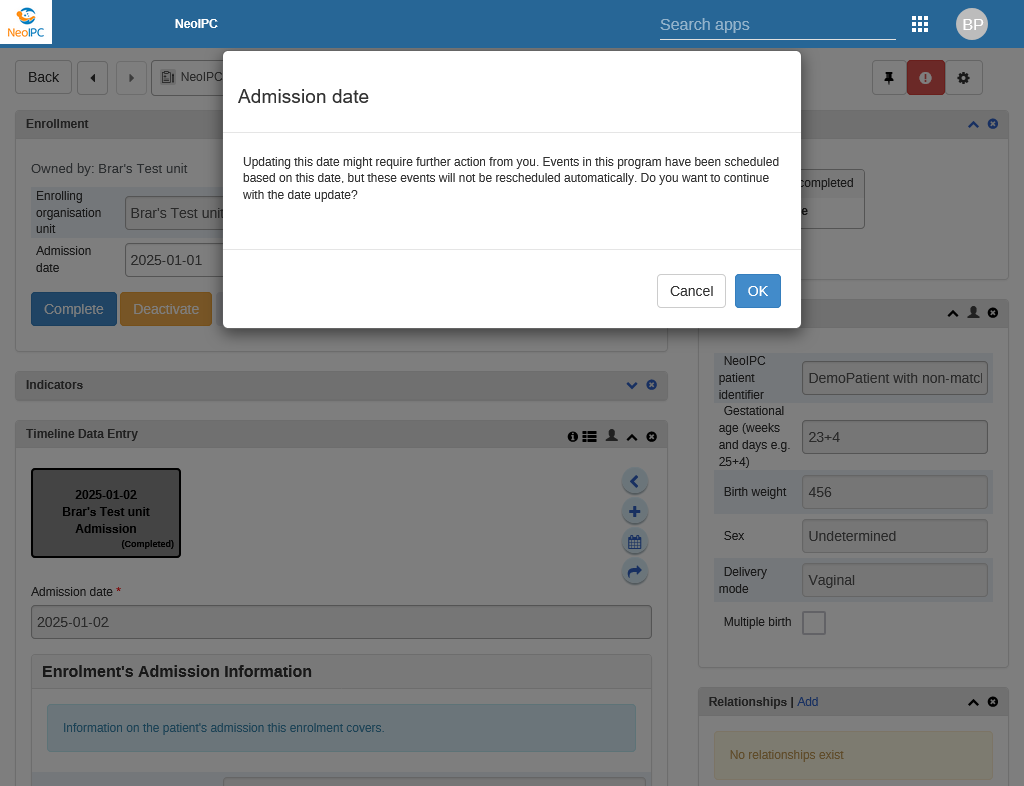 NeoIPC
NeoIPC
Search apps
BP
Back
NeoIPC
Admission date
Updating this date might require further action from you. Events in this program have been scheduled
based on this date, but these events will not be rescheduled automatically. Do you want to continue
with the date update?
Cancel
OK
Enrollment
Owned by: Brar's Test unit
Enrolling
organisation
unit
Brar's Test unit
Admission
date
2025-01-01
Complete
Deactivate
completed
e
Indicators
Timeline Data Entry
2025-01-02
Brar's Test unit
Admission
(Completed)
Admission date *
2025-01-02
Enrolment's Admission Information
Information on the patient's admission this enrolment covers.
NeoIPC
patient
identifier
DemoPatient with non-matc
Gestational
age (weeks
and days e.g.
25+4)
23+4
Birth weight
456
Sex
Undetermined
Delivery
mode
Vaginal
Multiple birth
Relationships | Add
No relationships exist